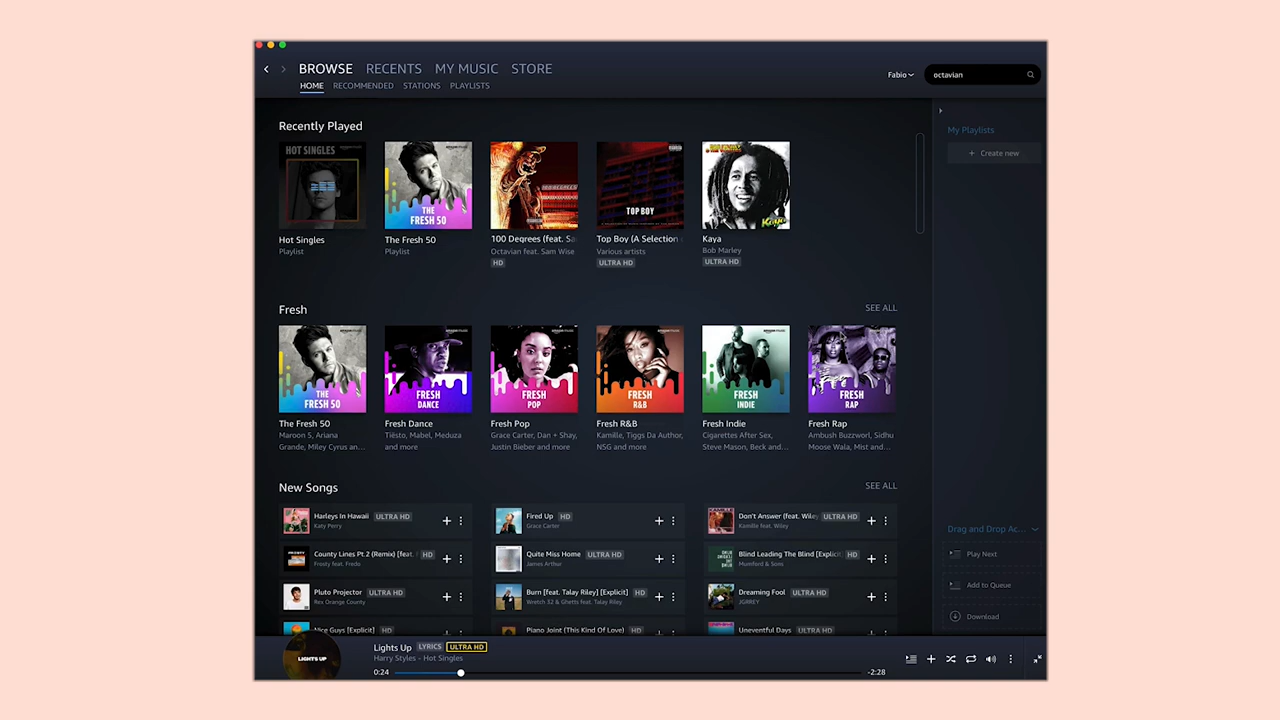 BROWSE RECENTS MY MUSIC STORE
Fabio
octavian
HOME RECOMMENDED STATIONS PLAYLISTS
My Playlists
+ Create new
Recently Played
HOT SINGLES
THE
FRESH 50
TOP BOY
Kaya
Hot Singles
Playlist
The Fresh 50
Playlist
100 Degrees (feat. Sa
Octavian feat. Sam Wise
HD
Top Boy (A Selection
Various artists
ULTRA HD
Kaya
Bob Marley
ULTRA HD
Fresh
SEE ALL
THE
FRESH 50
FRESH
DANCE
FRESH
POP
FRESH
R&B
FRESH
INDIE
FRESH
RAP
The Fresh 50
Maroon 5, Ariana
Grande, Miley Cyrus an...
Fresh Dance
Tiësto, Mabel, Meduza
and more
Fresh Pop
Grace Carter, Dan + Shay,
Justin Bieber and more
Fresh R&B
Kamille, Tiggs Da Author,
NSG and more
Fresh Indie
Cigarettes After Sex,
Steve Mason, Beck and...
Fresh Rap
Ambush Buzzworl, Sidhu
Moose Wala, Mist and...
New Songs
SEE ALL
Harleys In Hawaii ULTRA HD
Katy Perry
Fired Up HD
Grace Carter
Don't Answer (feat. Wiley ULTRA HD
Kamille feat. Wiley
County Lines Pt.2 (Remix) [feat. HD
Frosty feat. Fredo
Quite Miss Home ULTRA HD
James Arthur
Blind Leading The Blind [Explicit] HD
Mumford & Sons
Pluto Projector ULTRA HD
Rex Orange County
Burn [feat. Talay Riley] [Explicit] HD
Wretch 32 & Ghetts feat. Talay Riley
Dreaming Fool ULTRA HD
JGRREY
Nice Guys [Explicit] HD
Piano Joint (This Kind Of Love) HD
Uneventful Days ULTRA HD
Drag and Drop Ac...
Play Next
Add to Queue
Download
LIGHTS UP
Lights Up LYRICS ULTRA HD
Harry Styles - Hot Singles
0:24
-2:28